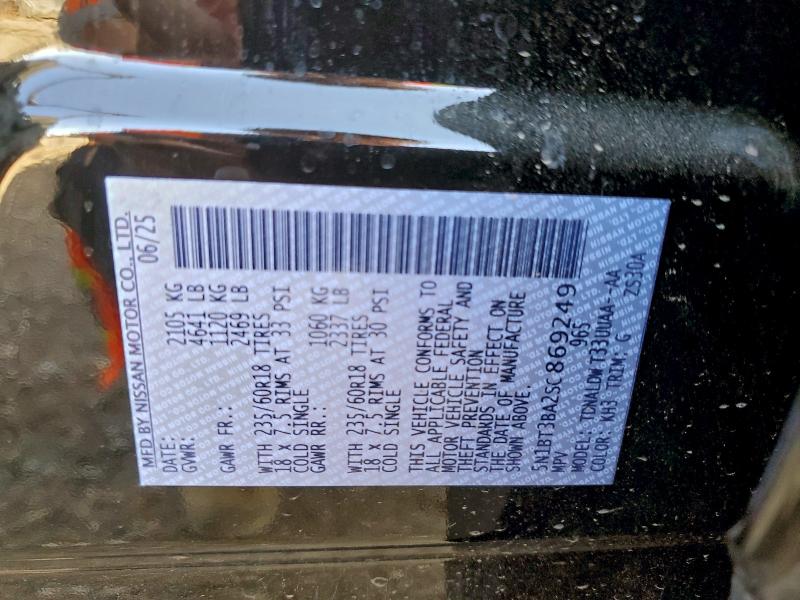 MFD BY NISSAN MOTOR CO., LTD.
DATE: 06/25
GVWR: 2105 KG
4641 LB
GAWR FR.: 1120 KG
2469 LB
WITH 235/60R18 TIRES
18 x 7.5 RIMS AT 33 PSI
COLD SINGLE
GAWR RR.: 1060 KG
2337 LB
WITH 235/60R18 TIRES
18 x 7.5 RIMS AT 30 PSI
COLD SINGLE
THIS VEHICLE CONFORMS TO
ALL APPLICABLE FEDERAL
MOTOR VEHICLE SAFETY AND
THEFT PREVENTION
STANDARDS IN EFFECT ON
THE DATE OF MANUFACTURE
SHOWN ABOVE.
5N1BT3BA2SC869249
MPV 965
MODEL: TDNALDW T33UUAA--AA
COLOR: KH3 TRIM: G ZS30A